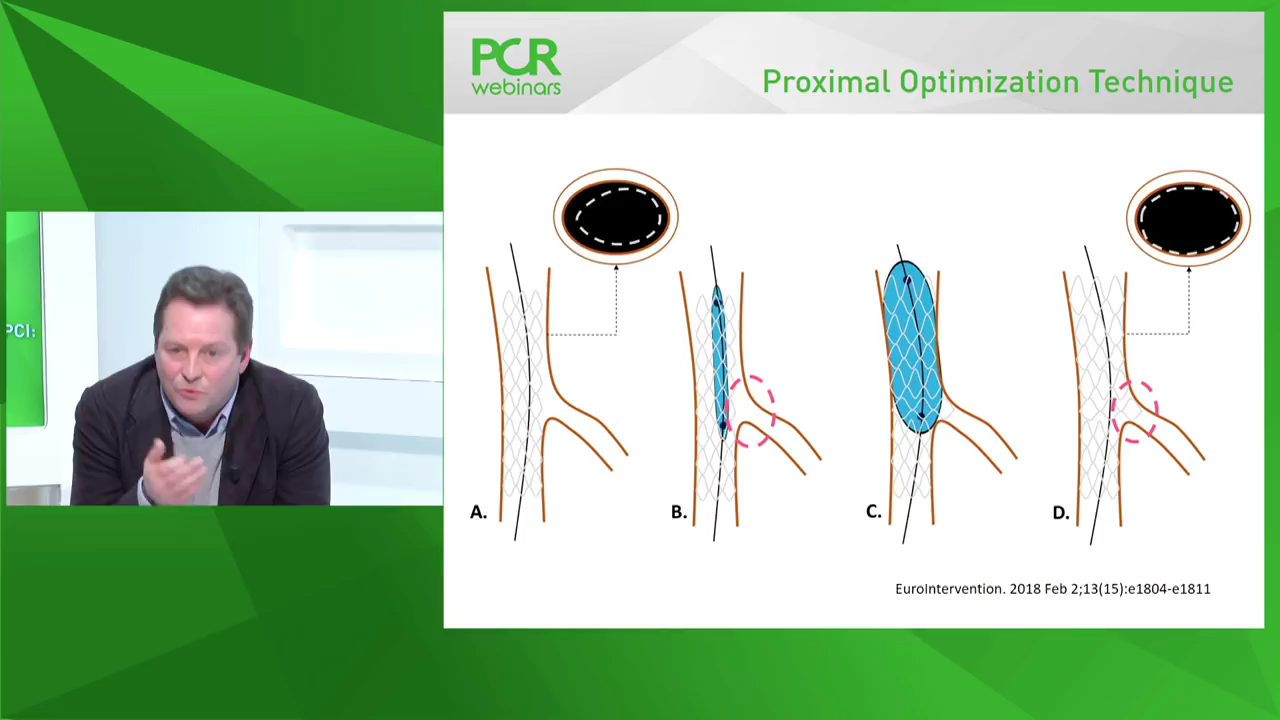 PCR
webinars
Proximal Optimization Technique
PCI:
A.
B.
C.
D.
EuroIntervention. 2018 Feb 2;13(15):e1804-e1811